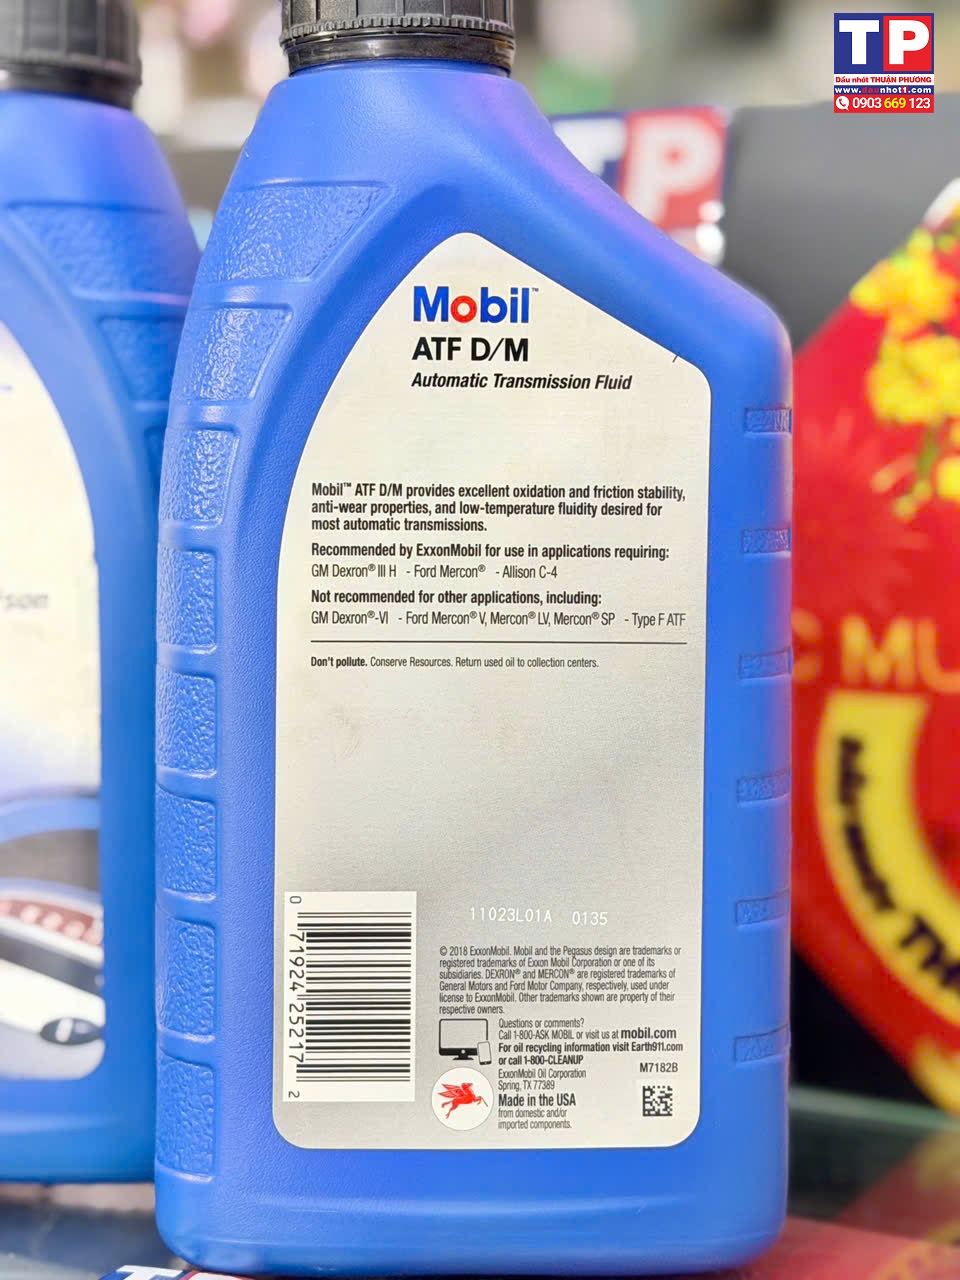 TP
Dầu nhớt THUẬN PHƯƠNG
www.daunhot1.com
0903 669 123
TP
Mobil™
ATF D/M
Automatic Transmission Fluid
Mobil™ ATF D/M provides excellent oxidation and friction stability,
anti-wear properties, and low-temperature fluidity desired for
most automatic transmissions.
Recommended by ExxonMobil for use in applications requiring:
GM Dexron® III H - Ford Mercon® - Allison C-4
Not recommended for other applications, including:
GM Dexron®-VI - Ford Mercon® V, Mercon® LV, Mercon® SP - Type F ATF
Don't pollute. Conserve Resources. Return used oil to collection centers.
11023L01A 0135
0 71924 25217 2
© 2018 ExxonMobil. Mobil and the Pegasus design are trademarks or
registered trademarks of Exxon Mobil Corporation or one of its
subsidiaries. DEXRON® and MERCON® are registered trademarks of
General Motors and Ford Motor Company, respectively, used under
license to ExxonMobil. Other trademarks shown are property of their
respective owners.
Questions or comments?
Call 1-800-ASK MOBIL or visit us at mobil.com
For oil recycling information visit Earth911.com
or call 1-800-CLEANUP
ExxonMobil Oil Corporation
Spring, TX 77389
Made in the USA
from domestic and/or
imported components.
M7182B
TP